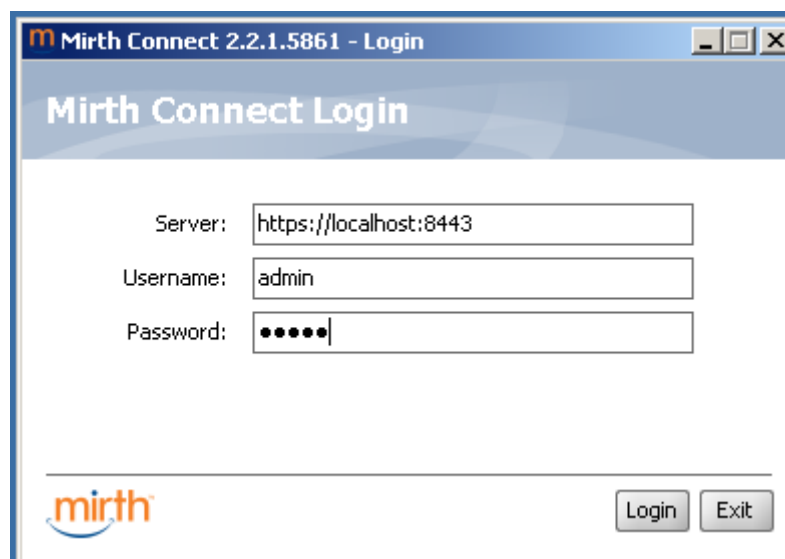 Mirth Connect 2.2.1.5861 - Login
Mirth Connect Login
Server: https://localhost:8443
Username: admin
Password: •••••
mirth
Login Exit